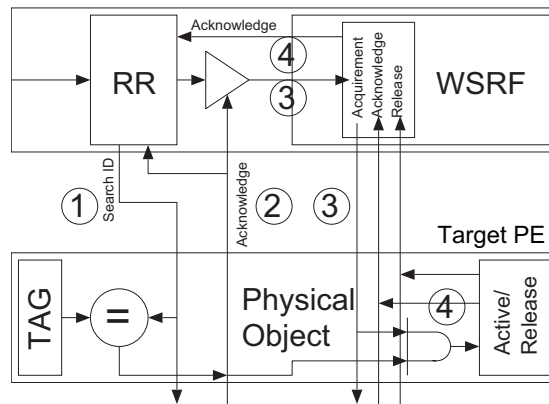 Acknowledge
4
RR
3
Acquirement
Acknowledge
Release
WSRF
1
Search ID
Acknowledge
2
3
Target PE
TAG
=
Physical
Object
4
Active/
Release